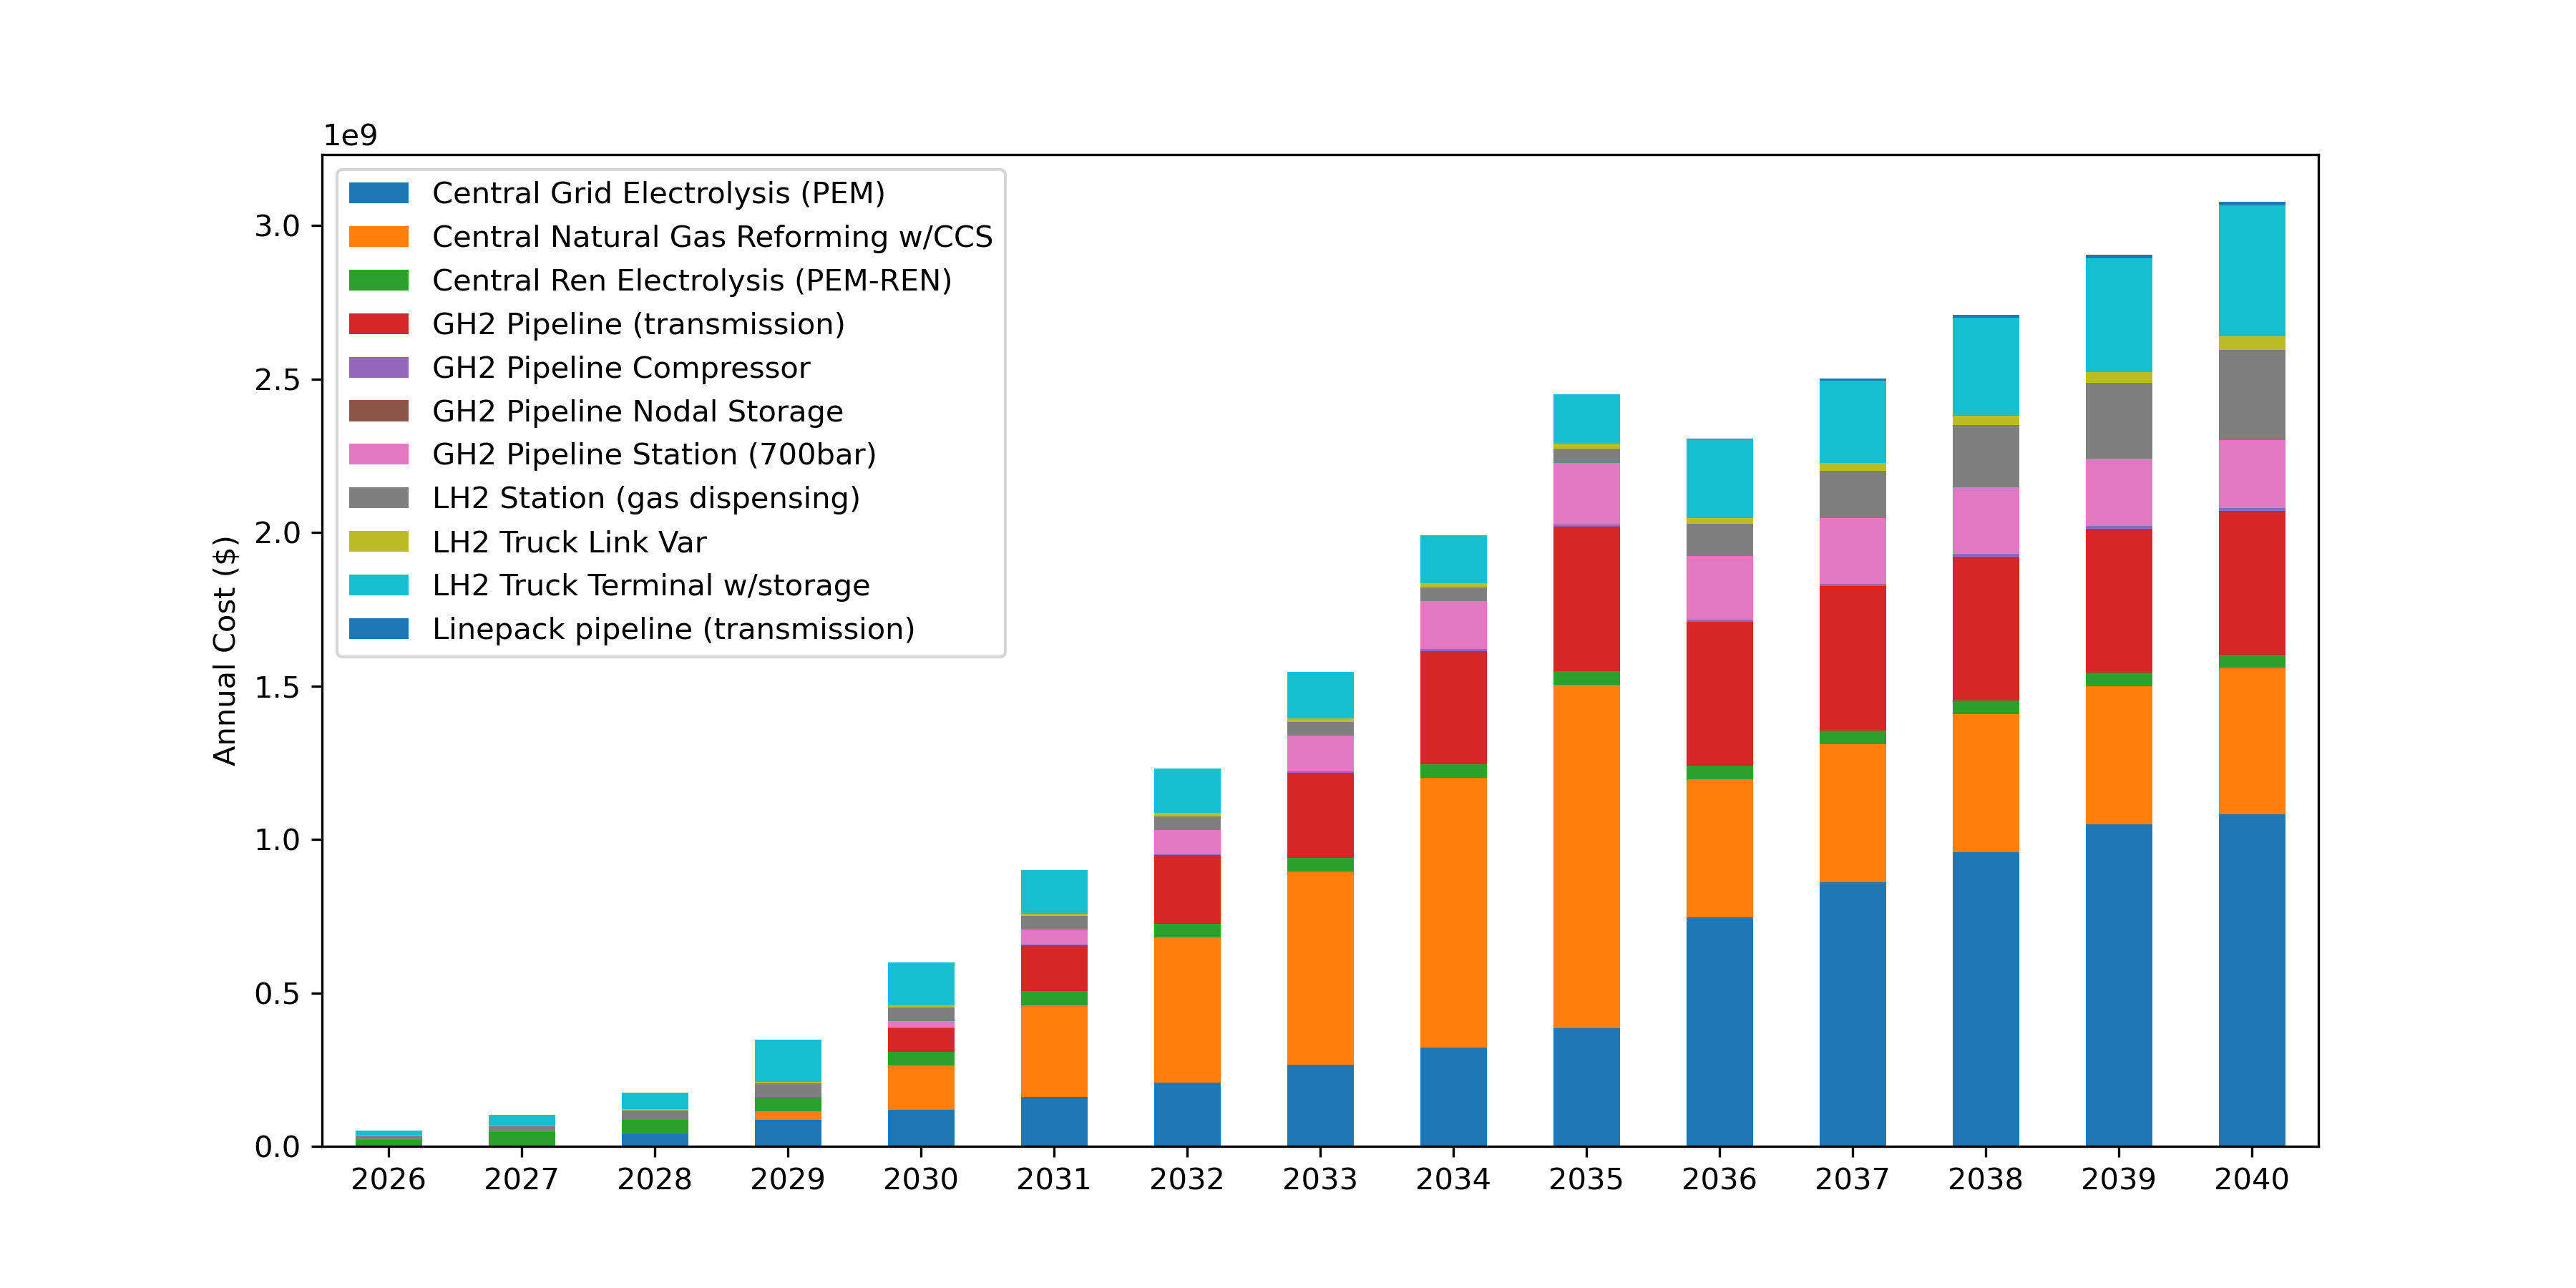 1e9
Central Grid Electrolysis (PEM)
Central Natural Gas Reforming w/CCS
Central Ren Electrolysis (PEM-REN)
GH2 Pipeline (transmission)
GH2 Pipeline Compressor
GH2 Pipeline Nodal Storage
GH2 Pipeline Station (700bar)
LH2 Station (gas dispensing)
LH2 Truck Link Var
LH2 Truck Terminal w/storage
Linepack pipeline (transmission)
Annual Cost ($)
3.0
2.5
2.0
1.5
1.0
0.5
0.0
2026 2027 2028 2029 2030 2031 2032 2033 2034 2035 2036 2037 2038 2039 2040